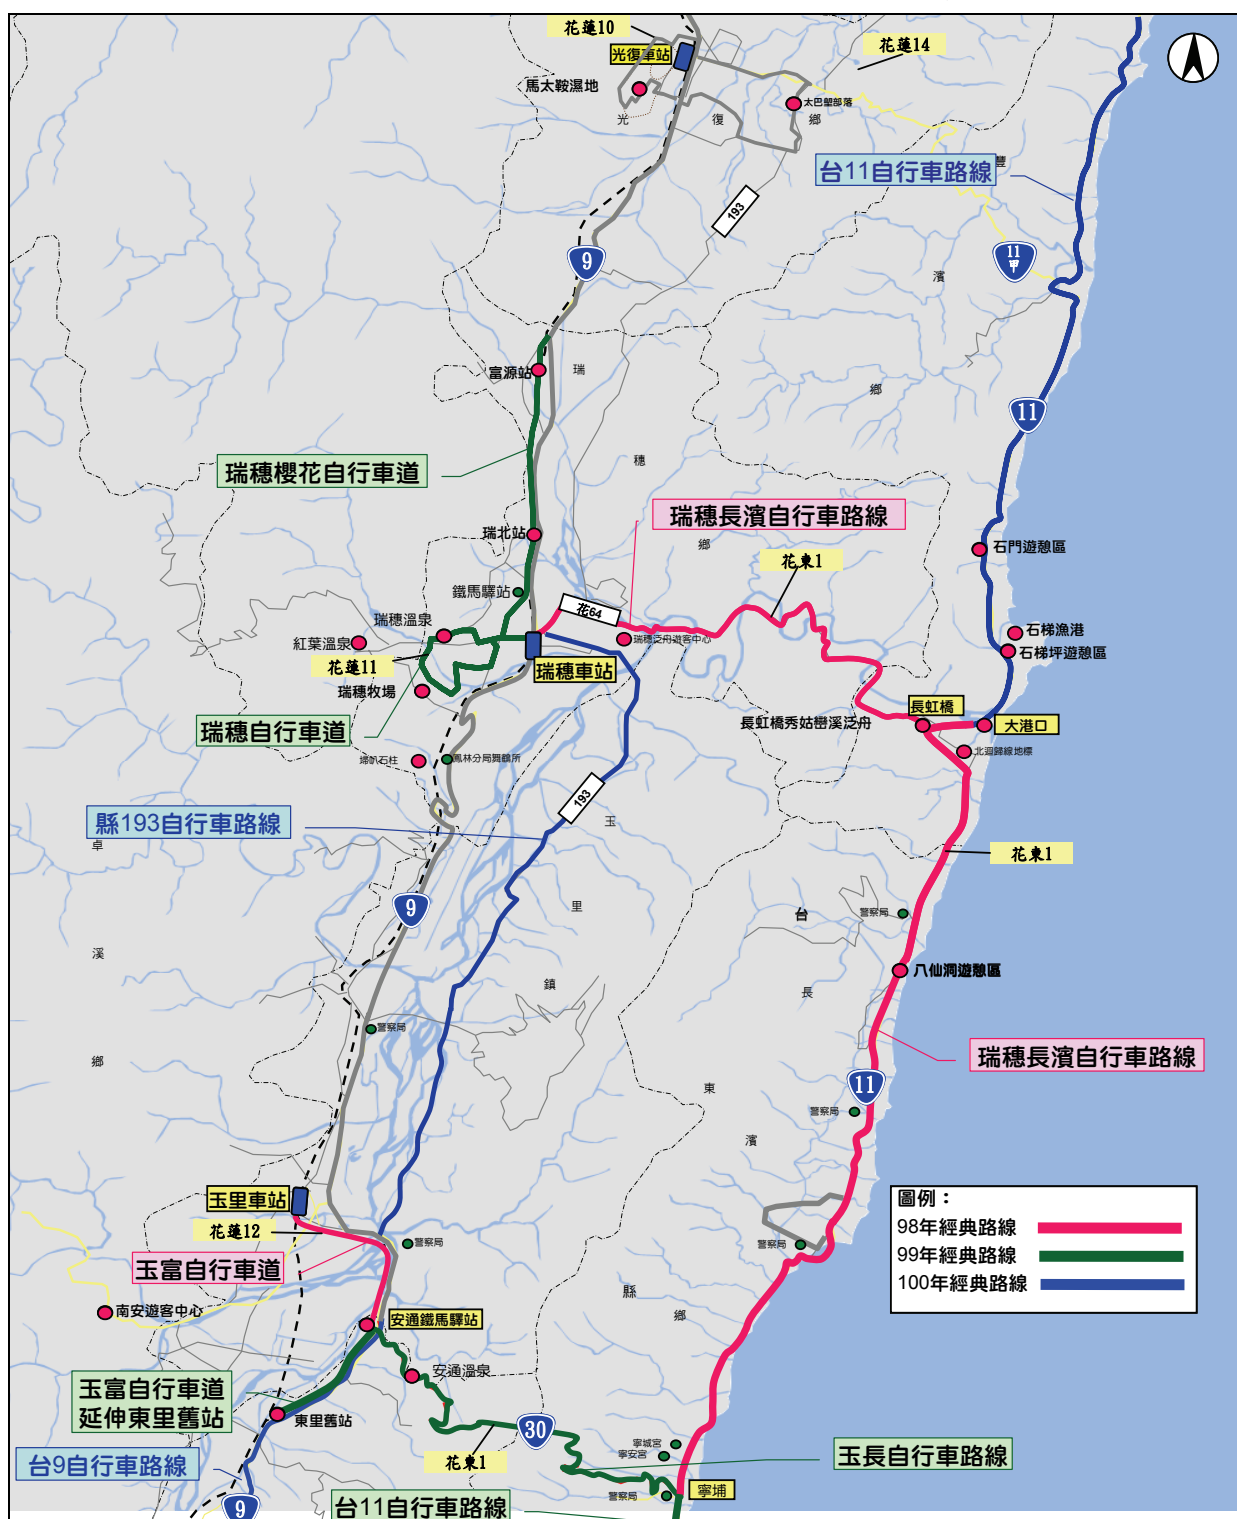 花蓮10
花蓮14
光復車站
馬太鞍濕地
太巴塱部落
光
復
鄉
豐
台11自行車路線
193
9
11
甲
濱
富源站
瑞
鄉
11
瑞穗櫻花自行車道
穗
瑞穗長濱自行車路線
瑞北站
鄉
石門遊憩區
花東1
鐵馬驛站
花64
瑞穗溫泉
紅葉溫泉
瑞穗泛舟遊客中心
石梯漁港
石梯坪遊憩區
花蓮11
瑞穗車站
瑞穗牧場
長虹橋
瑞穗自行車道
長虹橋秀姑巒溪泛舟
大港口
北迴歸線地標
掃叭石柱
鳳林分局舞鶴所
193
縣193自行車路線
玉
卓
花東1
9
里
台
警察局
溪
八仙洞遊憩區
鎮
長
警察局
瑞穗長濱自行車路線
鄉
11
東
警察局
濱
玉里車站
圖例：
98年經典路線
99年經典路線
100年經典路線
花蓮12
警察局
警察局
玉富自行車道
縣
南安遊客中心
鄉
安通鐵馬驛站
安通溫泉
玉富自行車道
延伸東里舊站
東里舊站
30
寧城宮
寧安宮
玉長自行車路線
台9自行車路線
花東1
警察局
寧埔
9
台11自行車路線